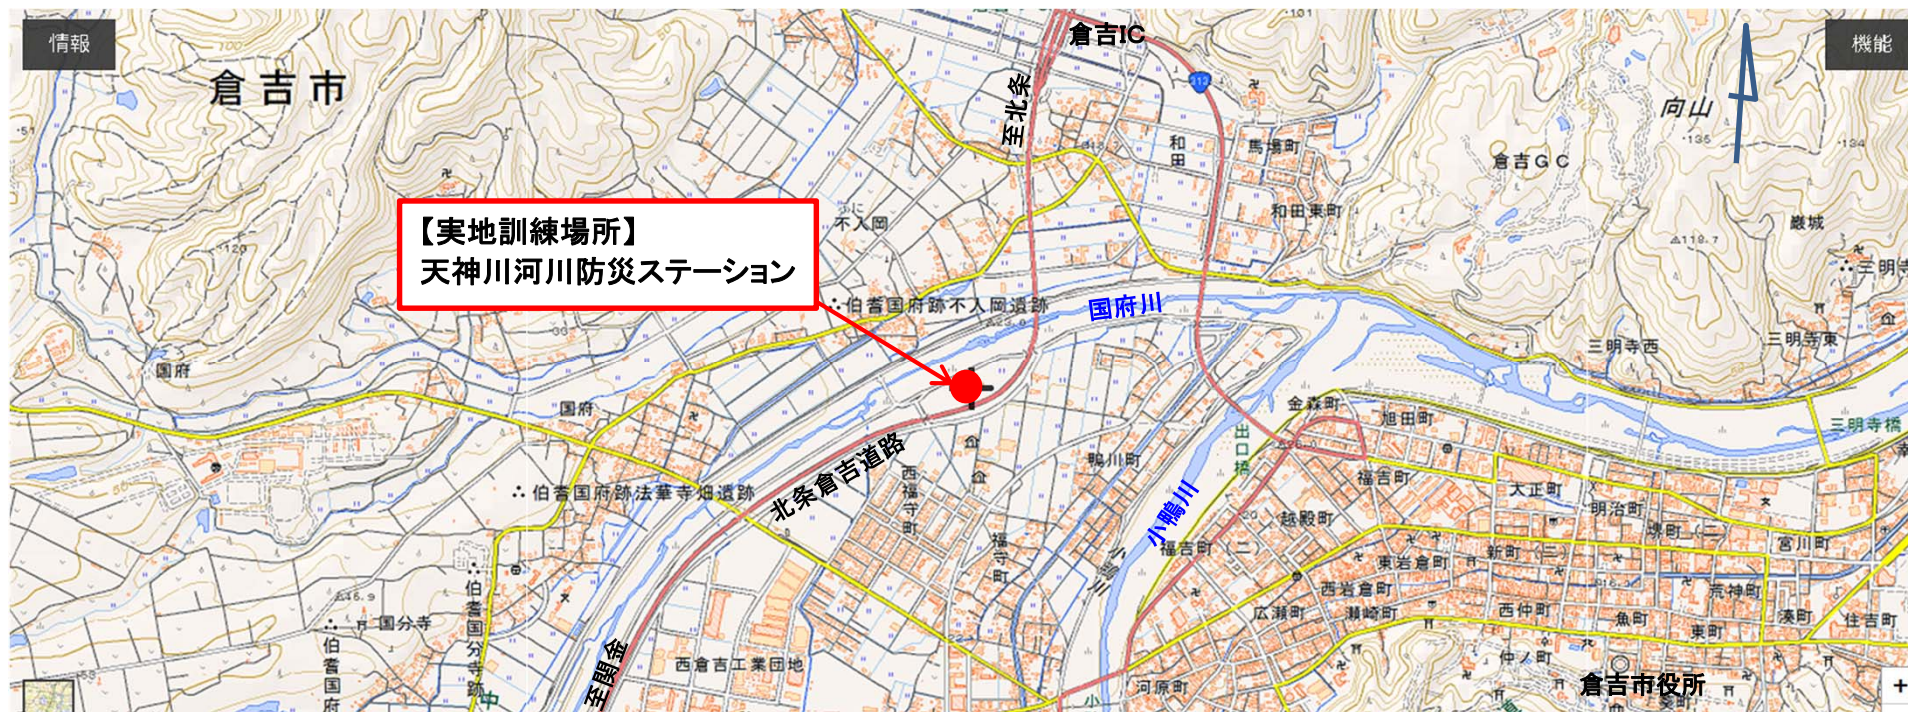 情報
倉吉市
倉吉IC
機能
至北条
313
向山
和田
馬場町
倉吉GC
和田東町
巌城
三明寺
不入岡
【実地訓練場所】
天神川河川防災ステーション
伯耆国府跡不入岡遺跡
国府川
三明寺西
三明寺東
国府
国府
金森町
旭田町
三明寺橋
出口橋
鴨川町
福吉町
大正町
明治町
堺町(二)
宮川町
伯耆国府跡法華寺畑遺跡
北条倉吉道路
西福守町
福守町
小鴨川
小鴨川
越殿町
福吉町(二)
東岩倉町
新町(三)
西岩倉町
荒神町
広瀬町
瀬崎町
西仲町
魚町
東町
湊町
住吉町
国分寺
伯耆国分寺跡
伯耆国府
西倉吉工業団地
至関金
河原町
仲ノ町
倉吉市役所
中
小
+